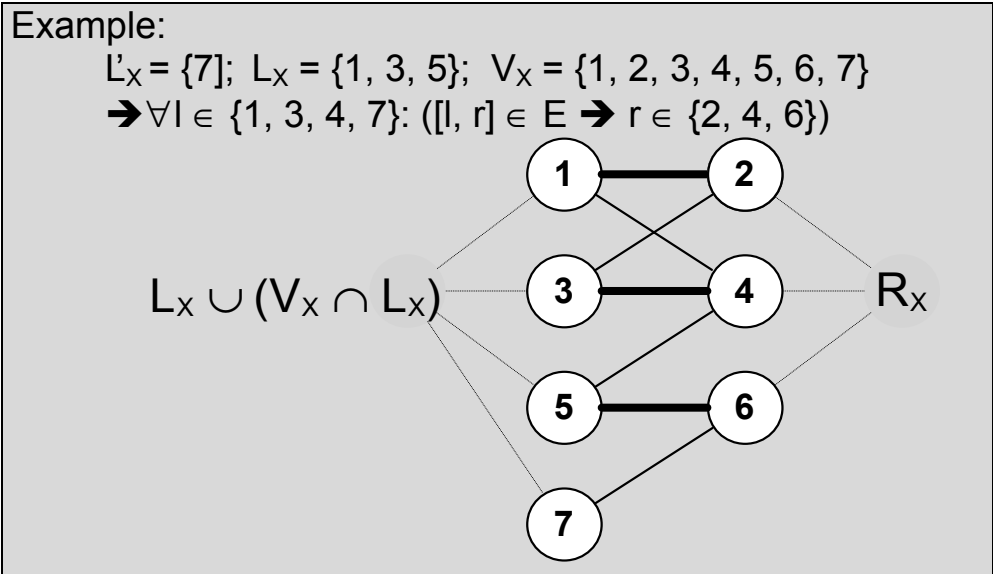 Example:
L'X = {7]; LX = {1, 3, 5}; VX = {1, 2, 3, 4, 5, 6, 7}
➔∀l ∈ {1, 3, 4, 7}: ([l, r] ∈ E ➔ r ∈ {2, 4, 6})
1 2
LX ∪ (VX ∩ LX) 3 4 RX
5 6
7